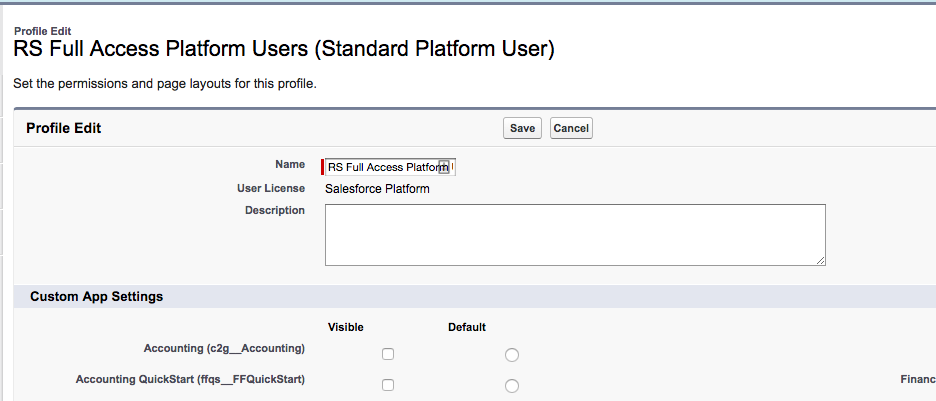 Profile Edit
RS Full Access Platform Users (Standard Platform User)
Set the permissions and page layouts for this profile.
Profile Edit
Save Cancel
Name RS Full Access Platform
User License Salesforce Platform
Description
Custom App Settings
Visible Default
Accounting (c2g__Accounting)
Accounting QuickStart (ffqs__FFQuickStart) Financ